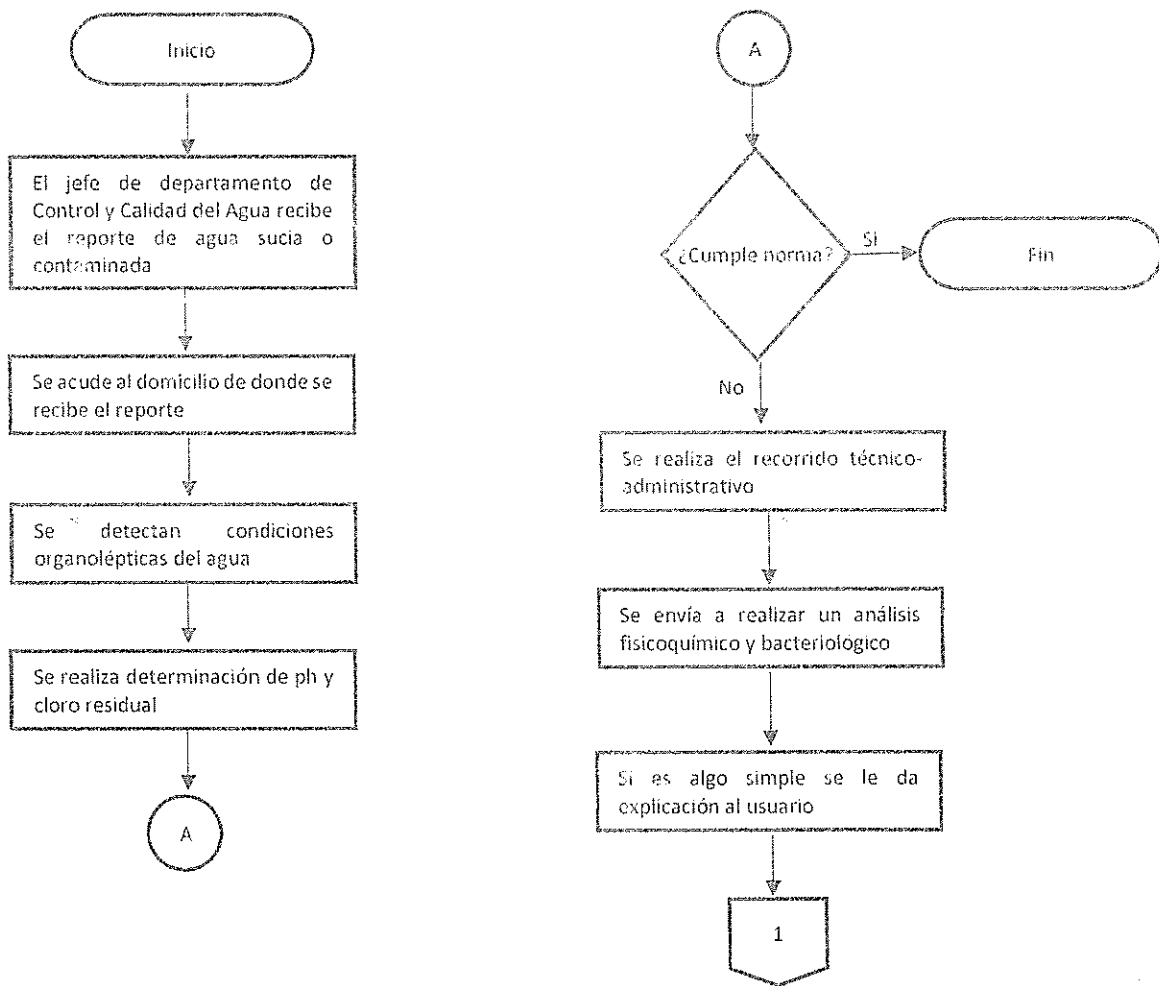 Inicio
El jefe de departamento de
Control y Calidad del Agua recibe
el reporte de agua sucia o
contaminada
Se acude al domicilio de donde se
recibe el reporte
Se detectan condiciones
organolépticas del agua
Se realiza determinación de ph y
cloro residual
A
A
¿Cumple norma?
Si
Fin
No
Se realiza el recorrido técnico-
administrativo
Se envía a realizar un análisis
fisicoquímico y bacteriológico
Si es algo simple se le da
explicación al usuario
1